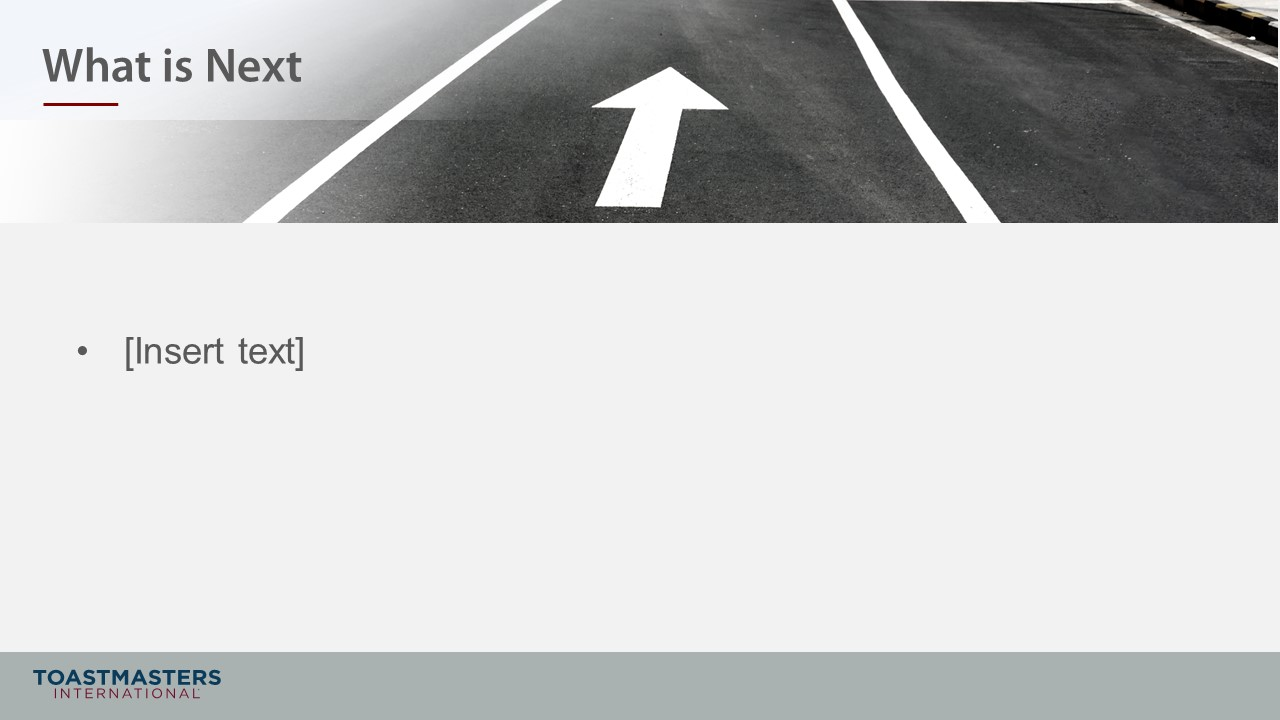 What is Next
• [Insert text]
TOASTMASTERS
INTERNATIONAL